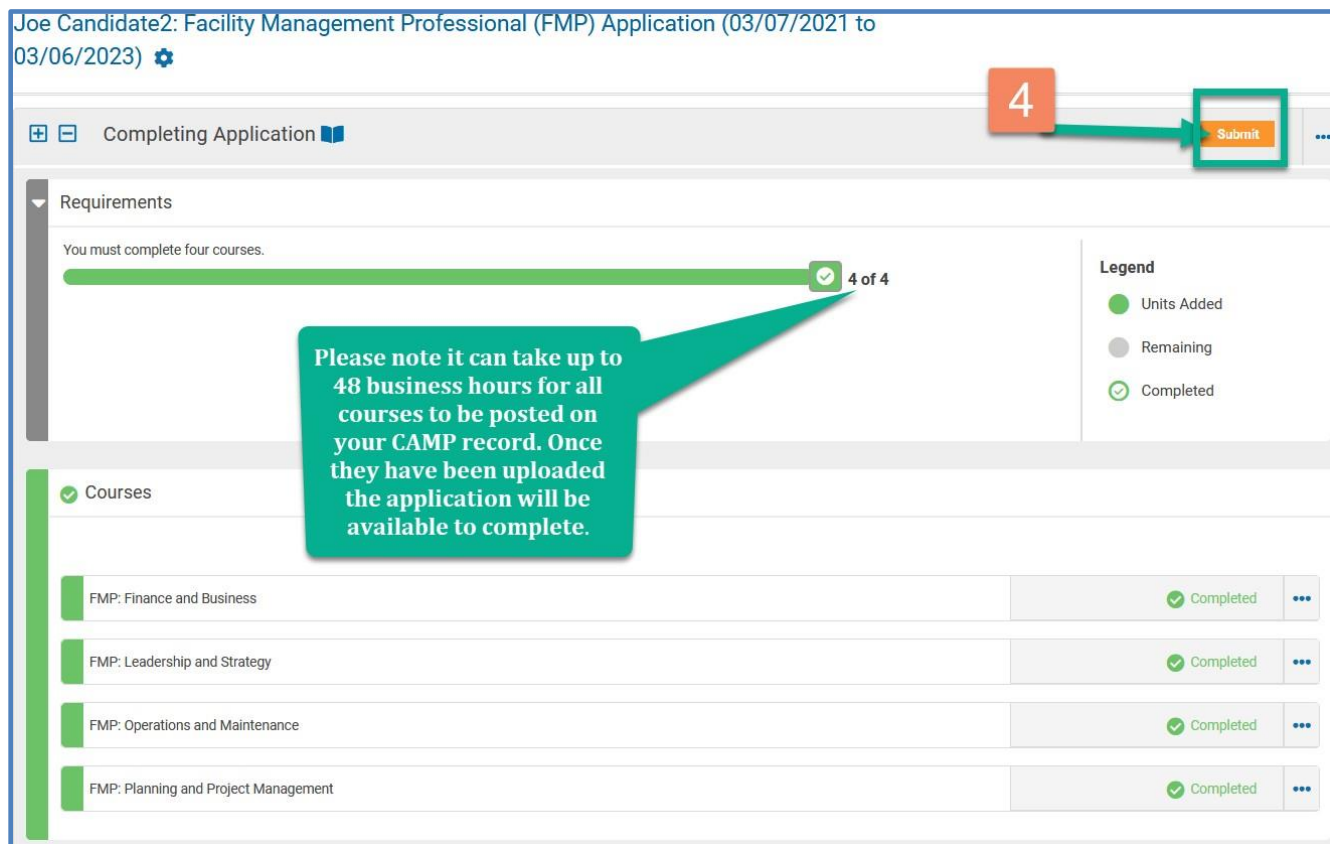 Joe Candidate2: Facility Management Professional (FMP) Application (03/07/2021 to
03/06/2023)
4
Completing Application
Submit
Requirements
You must complete four courses.
4 of 4
Legend
Units Added
Remaining
Completed
Please note it can take up to
48 business hours for all
courses to be posted on
your CAMP record. Once
they have been uploaded
the application will be
available to complete.
Courses
FMP: Finance and Business
Completed
FMP: Leadership and Strategy
Completed
FMP: Operations and Maintenance
Completed
FMP: Planning and Project Management
Completed